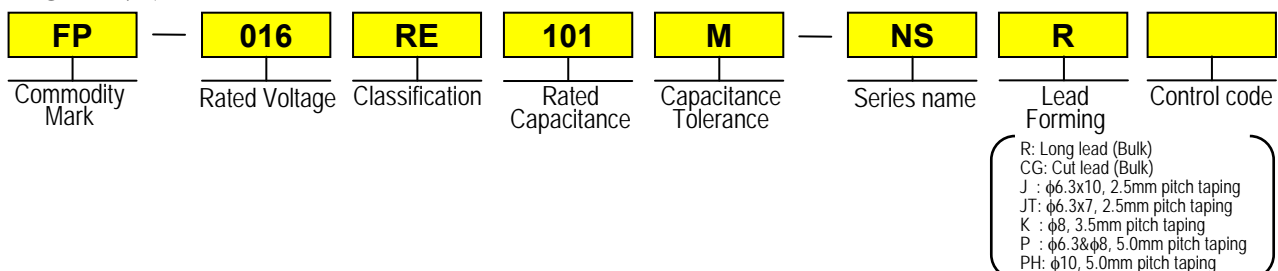 FP — 016 RE 101 M — NS R
Commodity Mark
Rated Voltage
Classification
Rated Capacitance
Capacitance Tolerance
Series name
Lead Forming
Control code
R: Long lead (Bulk)
CG: Cut lead (Bulk)
J : ϕ6.3x10, 2.5mm pitch taping
JT: ϕ6.3x7, 2.5mm pitch taping
K : ϕ8, 3.5mm pitch taping
P : ϕ6.3&ϕ8, 5.0mm pitch taping
PH: ϕ10, 5.0mm pitch taping